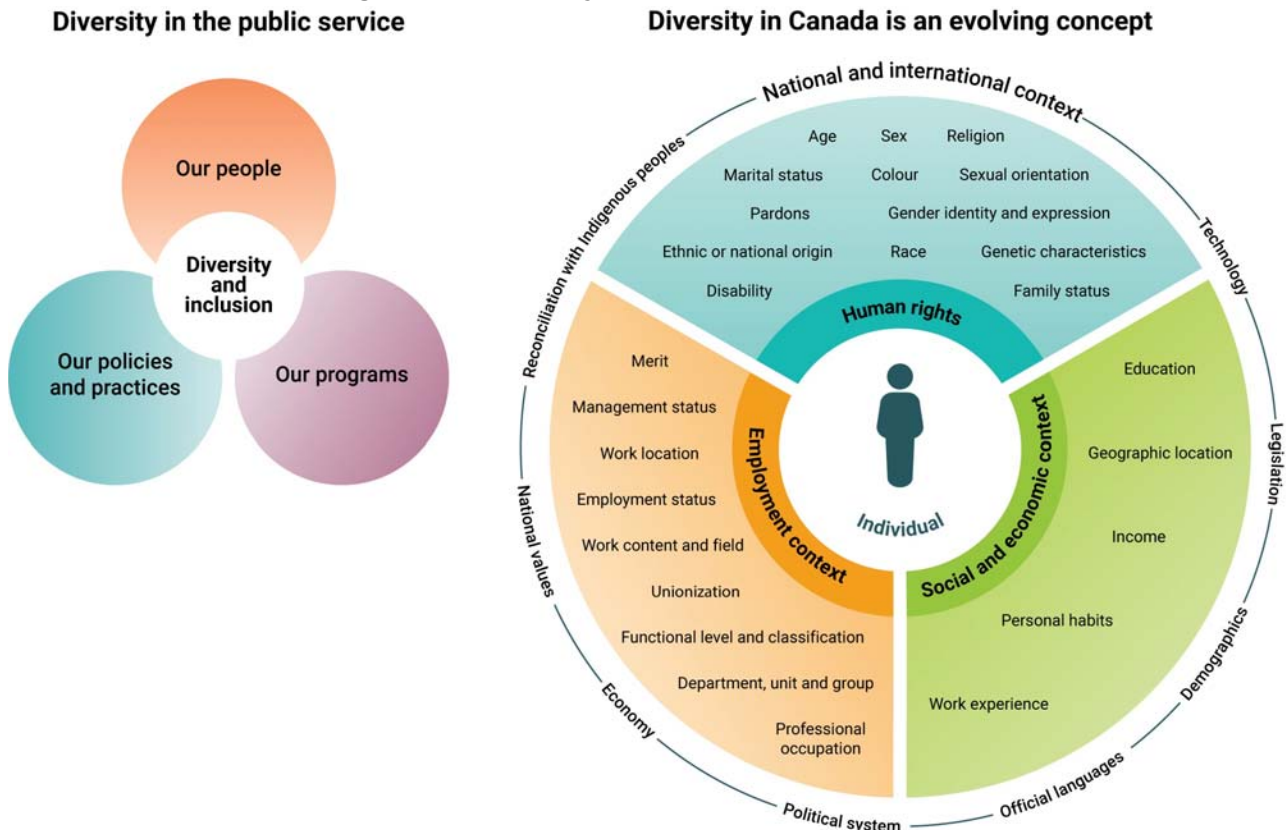 Diversity in the public service
Our people
Diversity
and
inclusion
Our policies
and practices
Our programs
Diversity in Canada is an evolving concept
National and international context
Technology
Legislation
Demographics
Official languages
Political system
Economy
National values
Reconciliation with Indigenous peoples
Age Sex Religion
Marital status Colour Sexual orientation
Pardons Gender identity and expression
Ethnic or national origin Race Genetic characteristics
Disability Family status
Human rights
Merit
Management status
Work location
Employment status
Work content and field
Unionization
Functional level and classification
Department, unit and group
Professional
occupation
Employment context
Individual
Social and economic context
Education
Geographic location
Income
Personal habits
Work experience